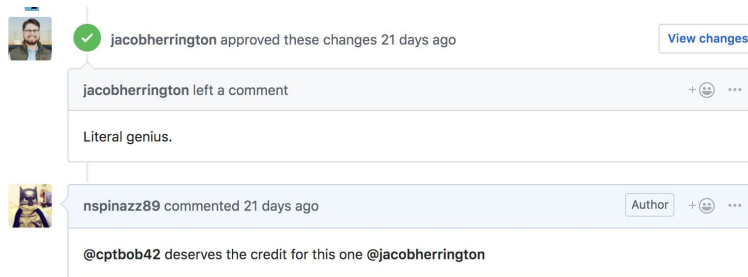 jacobherrington approved these changes 21 days ago
View changes
jacobherrington left a comment
Literal genius.
nspinazz89 commented 21 days ago
Author
@cptbob42 deserves the credit for this one @jacobherrington